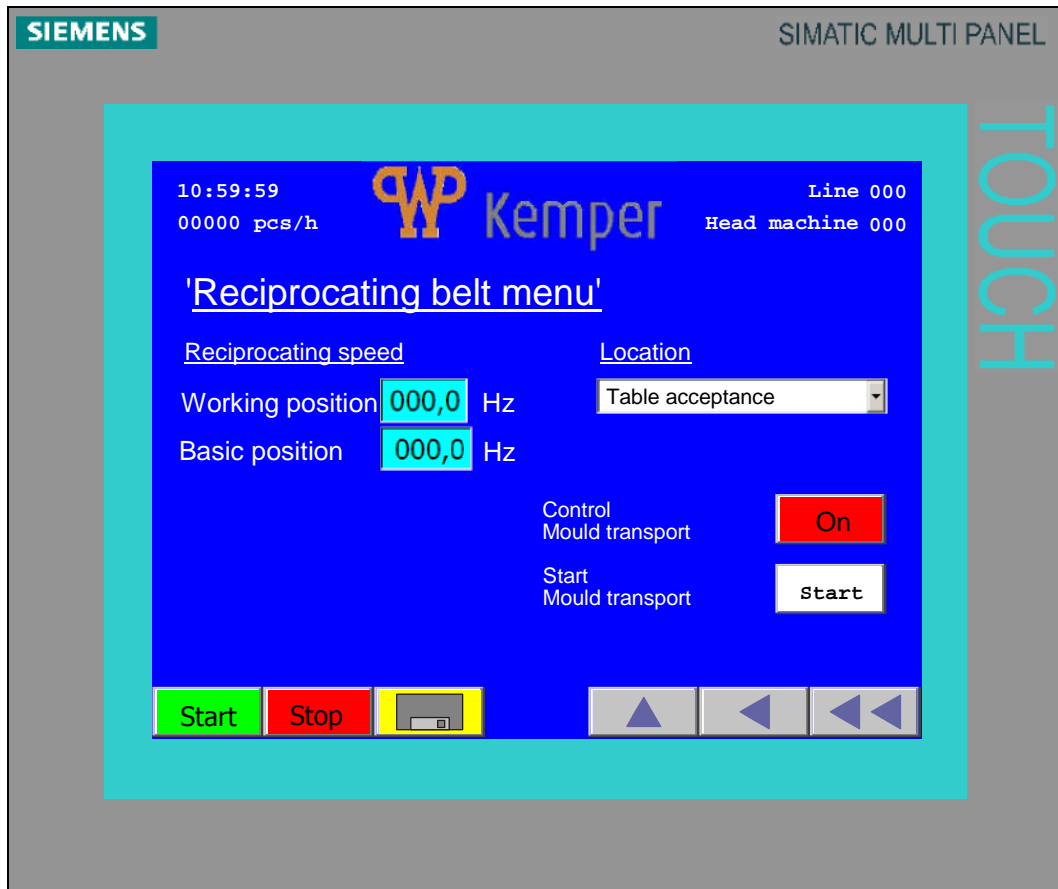 SIEMENS
SIMATIC MULTI PANEL
TOUCH
10:59:59
00000 pcs/h
WP Kemper
Line 000
Head machine 000
'Reciprocating belt menu'
Reciprocating speed
Location
Working position 000,0 Hz
Table acceptance
Basic position 000,0 Hz
Control
Mould transport
On
Start
Mould transport
Start
Start
Stop